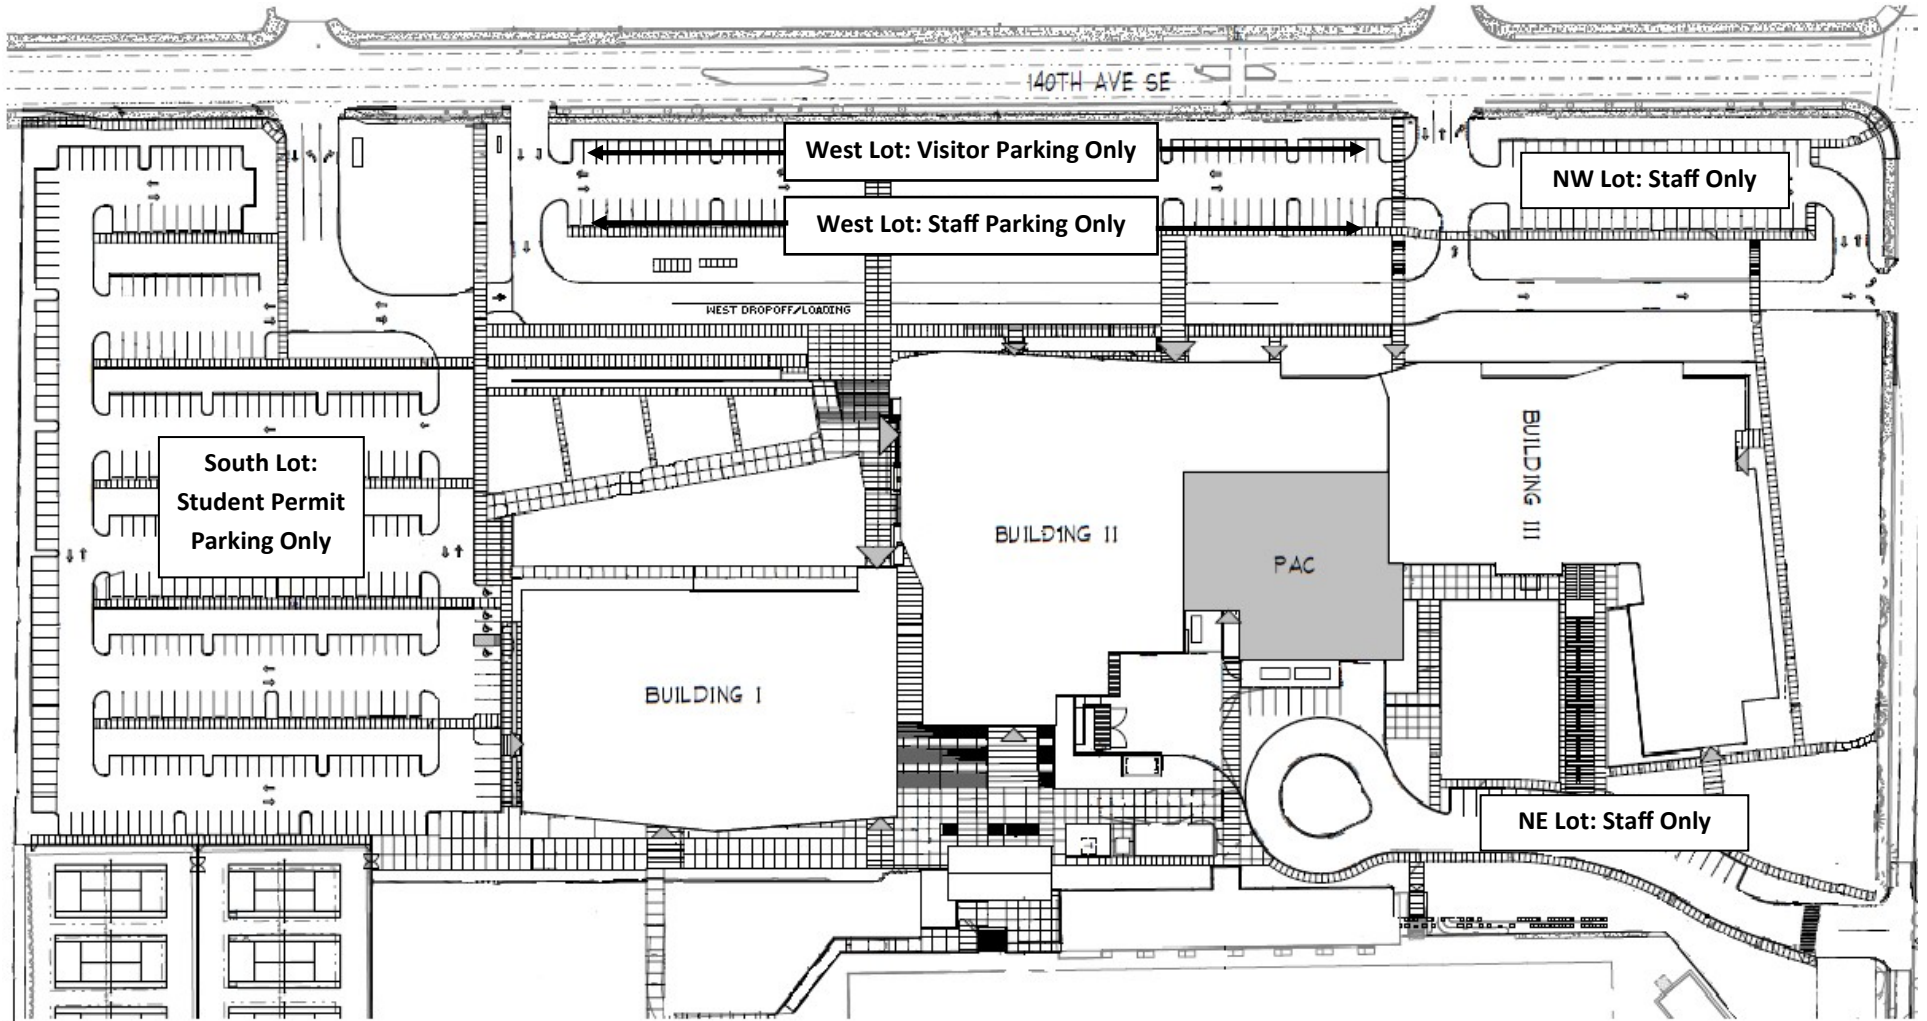 140TH AVE SE
West Lot: Visitor Parking Only
NW Lot: Staff Only
West Lot: Staff Parking Only
WEST DROPOFF/LOADING
South Lot:
Student Permit
Parking Only
BUILDING III
BUILDING II
PAC
BUILDING I
NE Lot: Staff Only